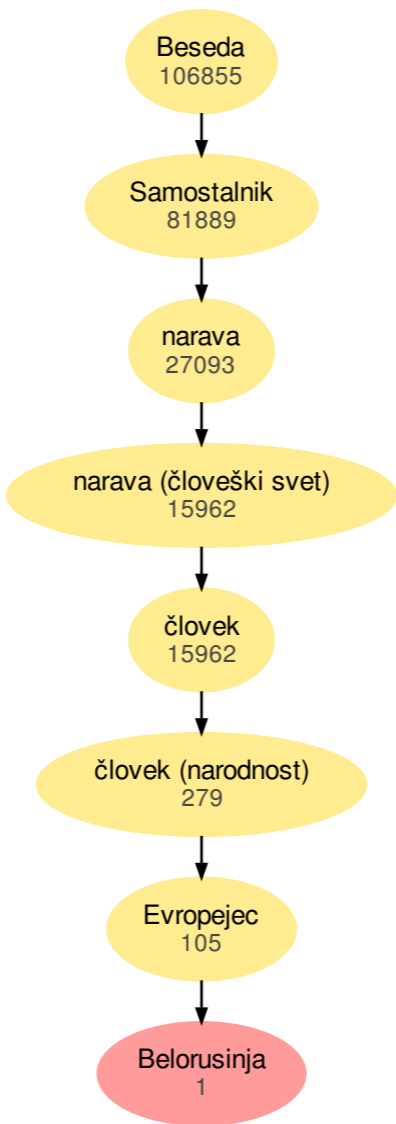 Beseda
106855
Samostalnik
81889
narava
27093
narava (človeški svet)
15962
človek
15962
človek (narodnost)
279
Evropejec
105
Belorusinja
1